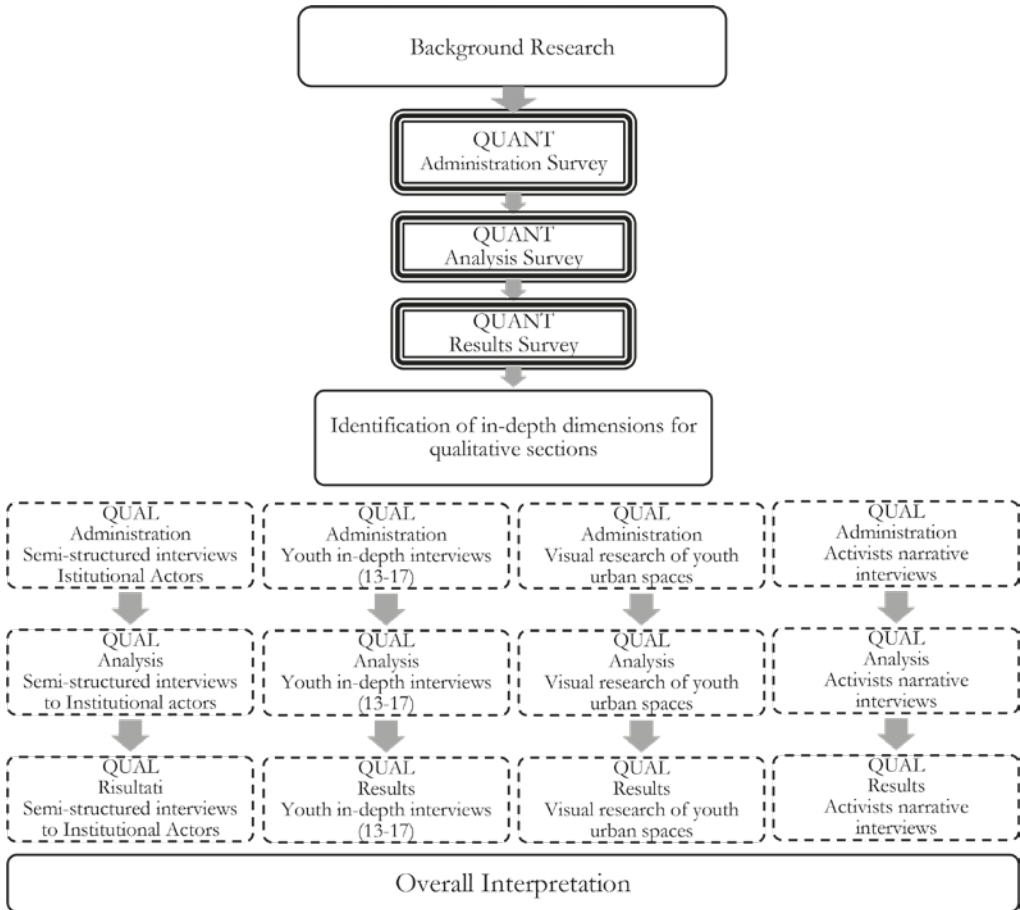 Background Research
QUANT
Administration Survey
QUANT
Analysis Survey
QUANT
Results Survey
Identification of in-depth dimensions for
qualitative sections
QUAL
Administration
Semi-structured interviews
Istitutional Actors
QUAL
Administration
Youth in-depth interviews
(13-17)
QUAL
Administration
Visual research of youth
urban spaces
QUAL
Administration
Activists narrative
interviews
QUAL
Analysis
Semi-structured interviews
to Institutional actors
QUAL
Analysis
Youth in-depth interviews
(13-17)
QUAL
Analysis
Visual research of youth
urban spaces
QUAL
Analysis
Activists narrative
interviews
QUAL
Risultati
Semi-structured interviews
to Institutional Actors
QUAL
Results
Youth in-depth interviews
(13-17)
QUAL
Results
Visual research of youth
urban spaces
QUAL
Results
Activists narrative
interviews
Overall Interpretation